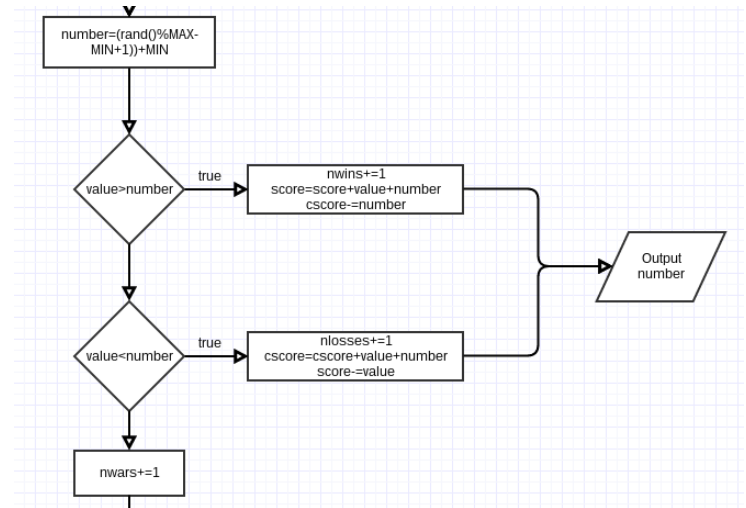 number=(rand()%MAX-
MIN+1))+MIN
value>number
true
nwins+=1
score=score+value+number
cscore-=number
Output
number
value<number
true
nlosses+=1
cscore=cscore+value+number
score-=value
nwars+=1